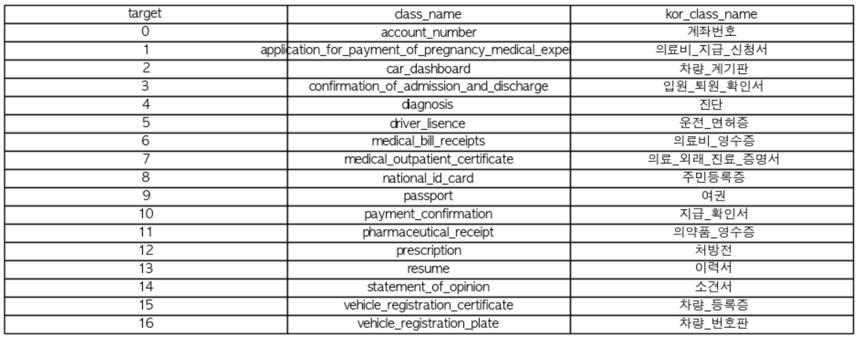 target class_name kor_class_name
0 account_number 계좌번호
1 application_for_payment_of_pregnancy_medical_expe 의료비_지급_신청서
2 car_dashboard 차량_계기판
3 confirmation_of_admission_and_discharge 입원_퇴원_확인서
4 diagnosis 진단
5 driver_lisence 운전_면허증
6 medical_bill_receipts 의료비_영수증
7 medical_outpatient_certificate 의료_외래_진료_증명서
8 national_id_card 주민등록증
9 passport 여권
10 payment_confirmation 지급_확인서
11 pharmaceutical_receipt 의약품_영수증
12 prescription 처방전
13 resume 이력서
14 statement_of_opinion 소견서
15 vehicle_registration_certificate 차량_등록증
16 vehicle_registration_plate 차량_번호판